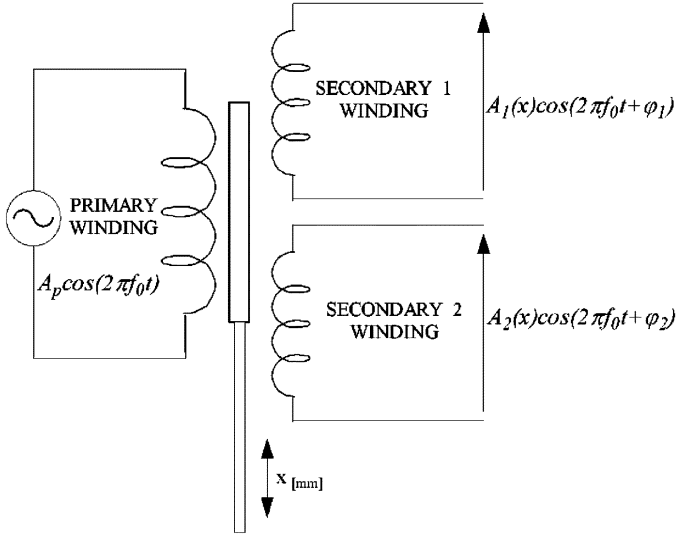 SECONDARY 1
WINDING
A₁(x)cos(2πf₀t+φ₁)
PRIMARY
WINDING
Aₚcos(2πf₀t)
SECONDARY 2
WINDING
A₂(x)cos(2πf₀t+φ₂)
x [mm]